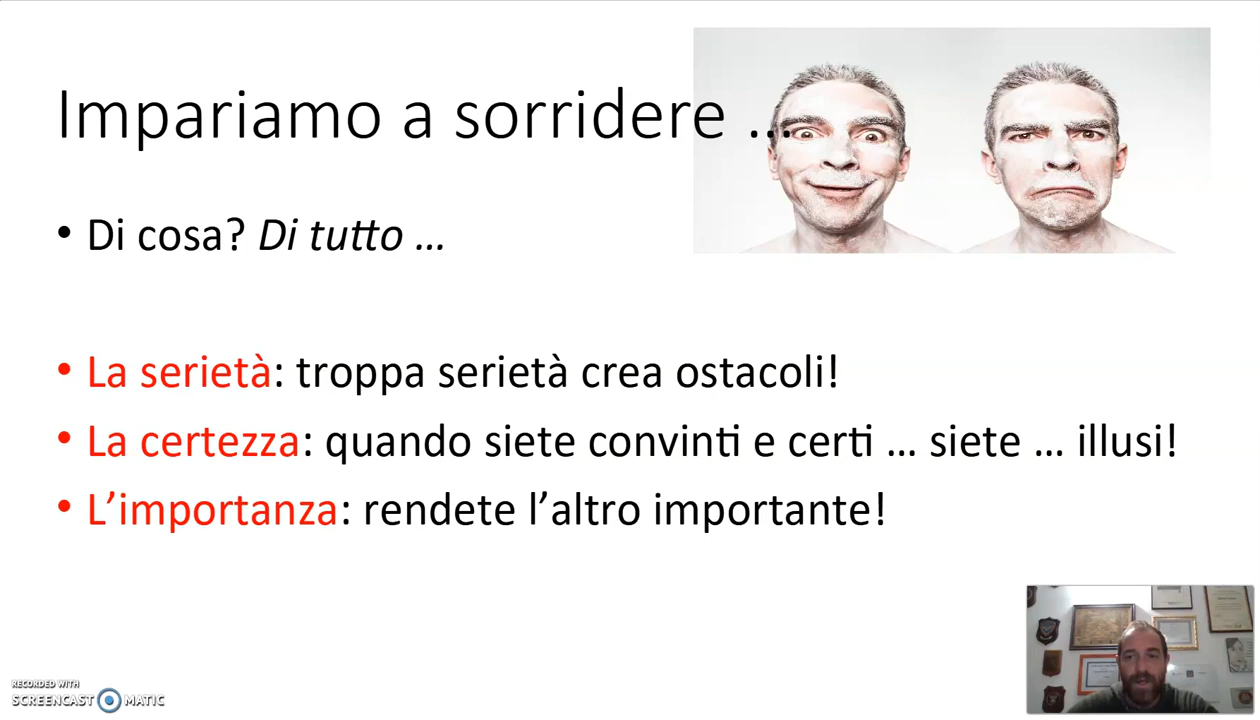 Impariamo a sorridere …
• Di cosa? Di tutto …
• La serietà: troppa serietà crea ostacoli!
• La certezza: quando siete convinti e certi … siete … illusi!
• L’importanza: rendete l’altro importante!
RECORDED WITH
SCREENCAST MATIC